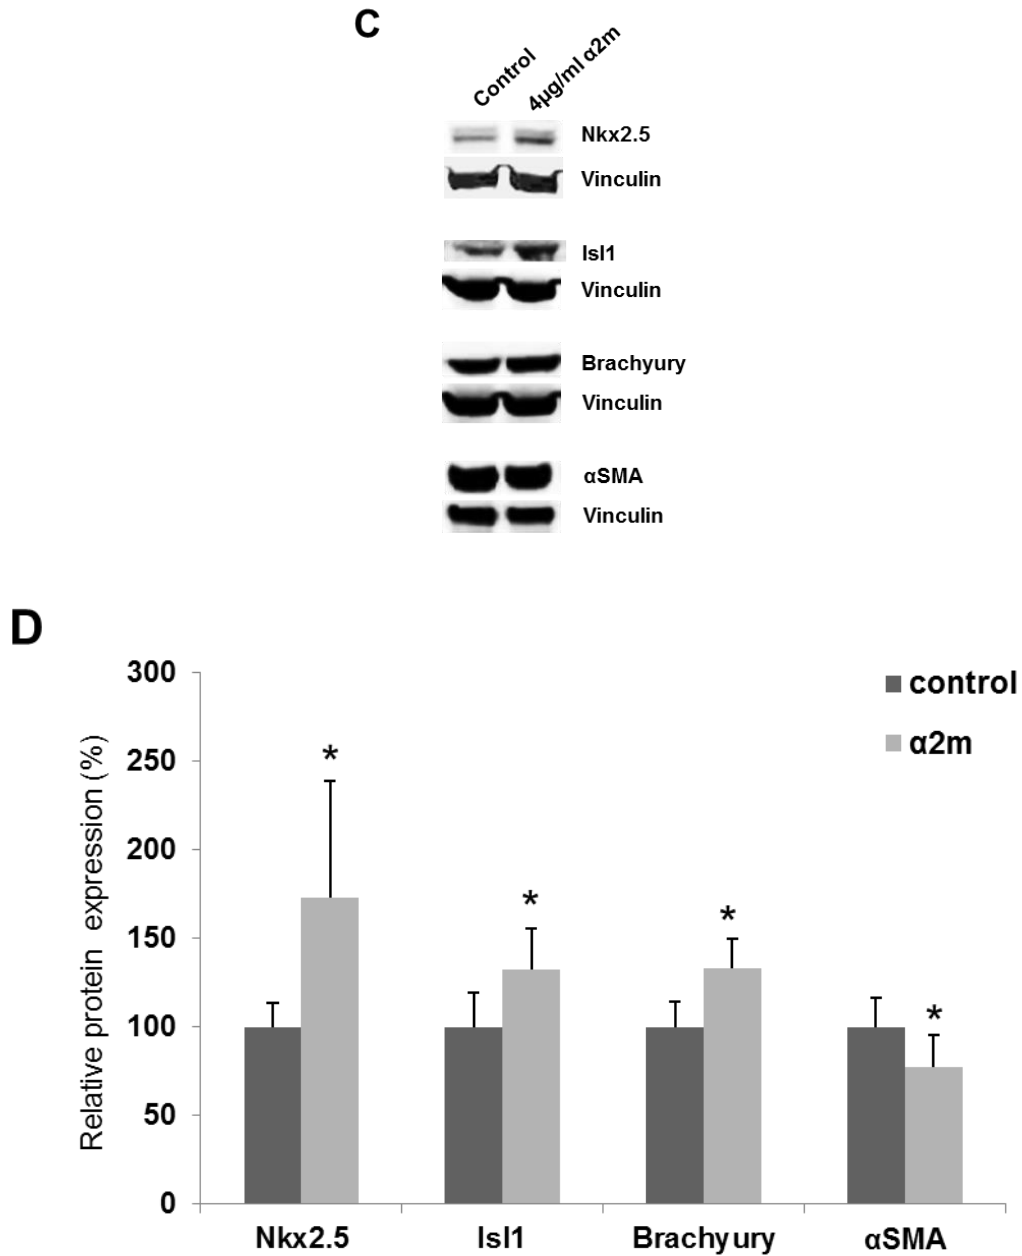 C
Control
4µg/ml α2m
Nkx2.5
Vinculin
Isl1
Vinculin
Brachyury
Vinculin
αSMA
Vinculin
D
Relative protein expression (%)
300
250
200
150
100
50
0
control
α2m
*
*
*
*
Nkx2.5
Isl1
Brachyury
αSMA